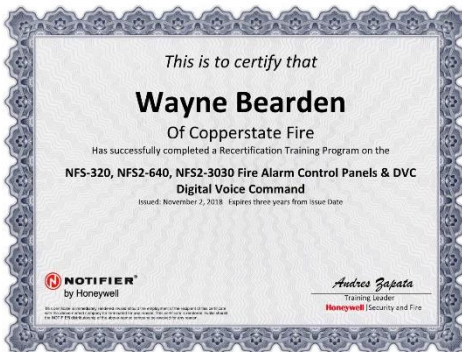 This is to certify that
Wayne Bearden
Of Copperstate Fire
Has successfully completed a Recertification Training Program on the
NFS-320, NFS2-640, NFS2-3030 Fire Alarm Control Panels & DVC
Digital Voice Command
Issued: November 2, 2018 Expires three years from Issue Date
NOTIFIER®
by Honeywell
Andres Zapata
Training Leader
Honeywell | Security and Fire